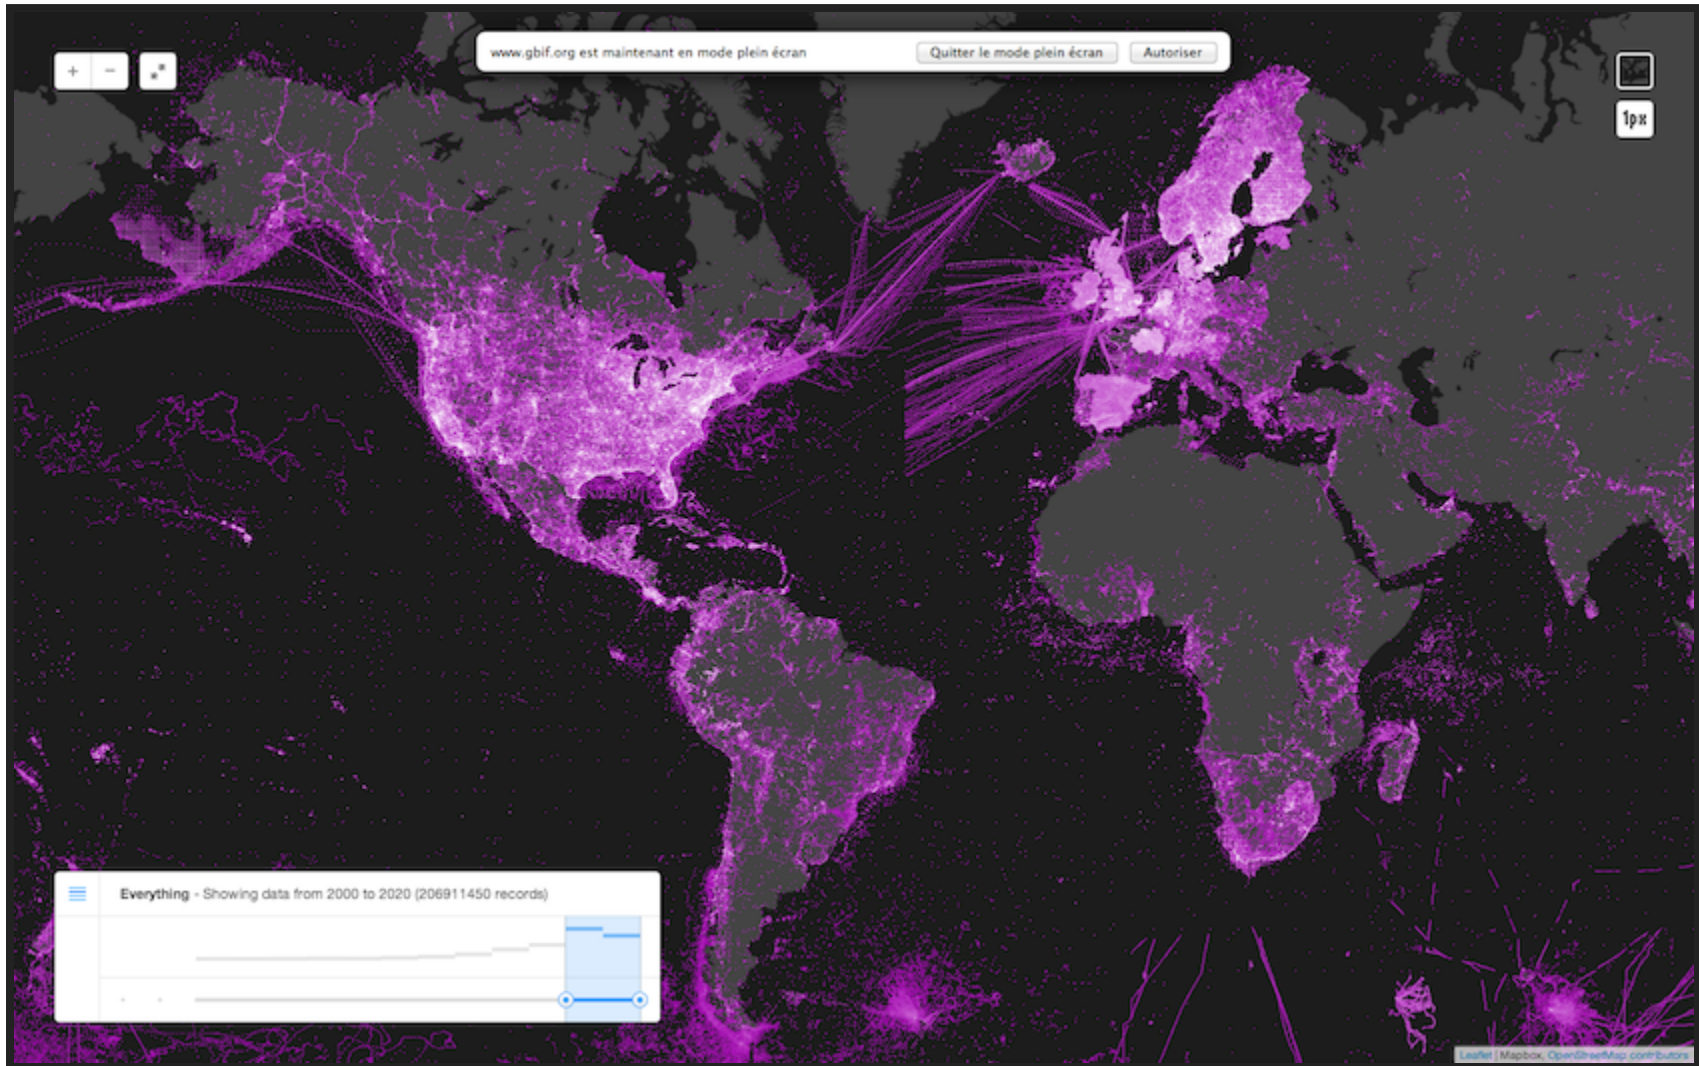 www.gbif.org est maintenant en mode plein écran
Quitter le mode plein écran
Autoriser
+ −
1px
Everything - Showing data from 2000 to 2020 (206911450 records)
Leaflet | Mapbox, OpenStreetMap contributors